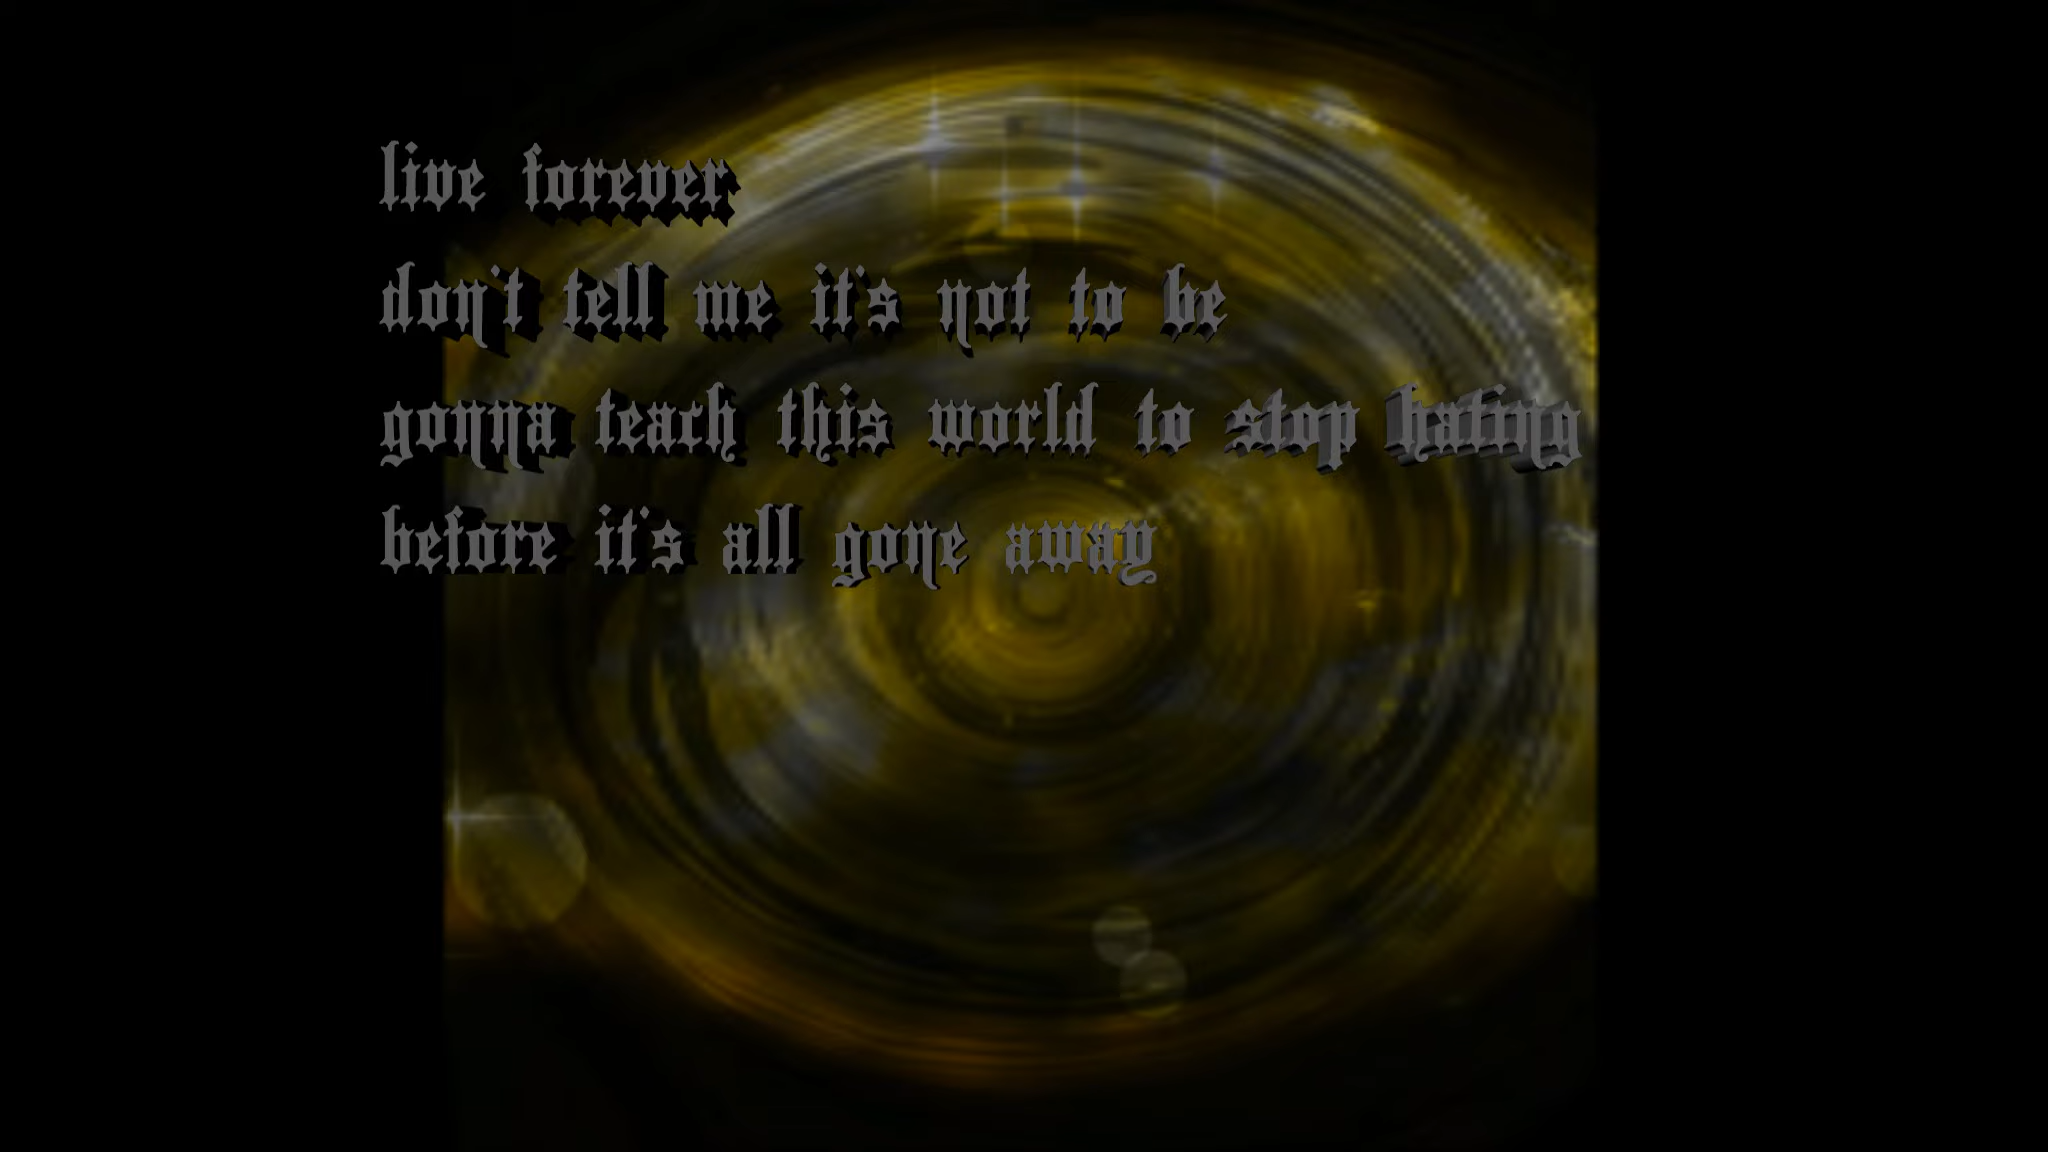 live forever
don't tell me it's not to be
gonna teach this world to stop hating
before it's all gone away